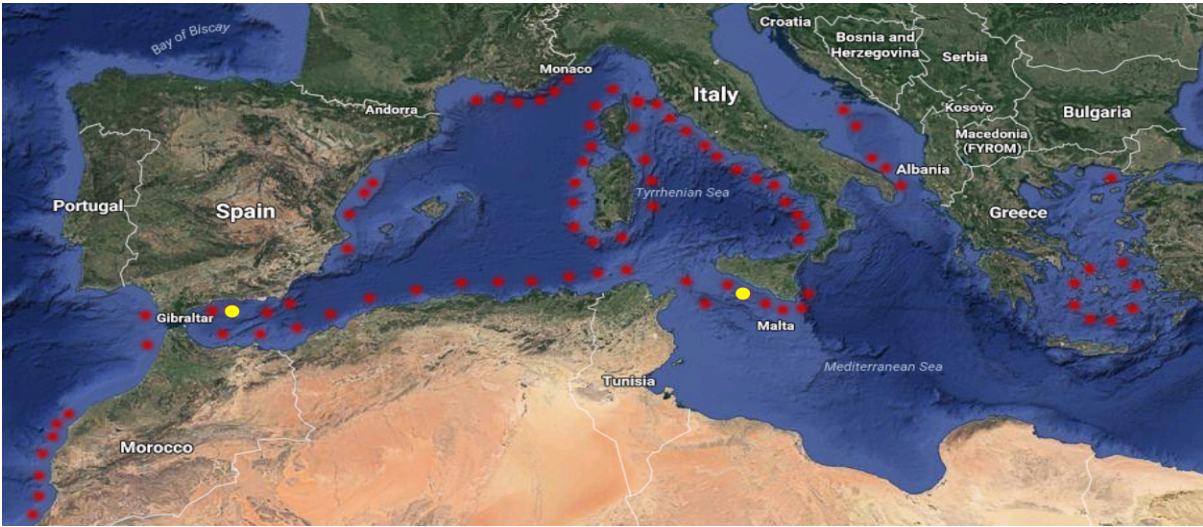 Bay of Biscay
Croatia
Bosnia and
Herzegovina
Serbia
Monaco
Andorra
Italy
Kosovo
Bulgaria
Macedonia
(FYROM)
Albania
Portugal
Spain
Tyrrhenian Sea
Greece
Gibraltar
Malta
Mediterranean Sea
Tunisia
Morocco